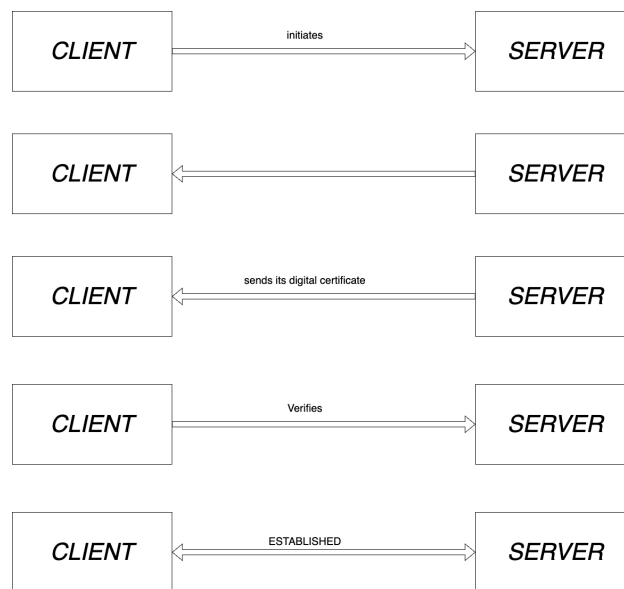 CLIENT
initiates
SERVER
CLIENT
SERVER
CLIENT
sends its digital certificate
SERVER
CLIENT
Verifies
SERVER
CLIENT
ESTABLISHED
SERVER